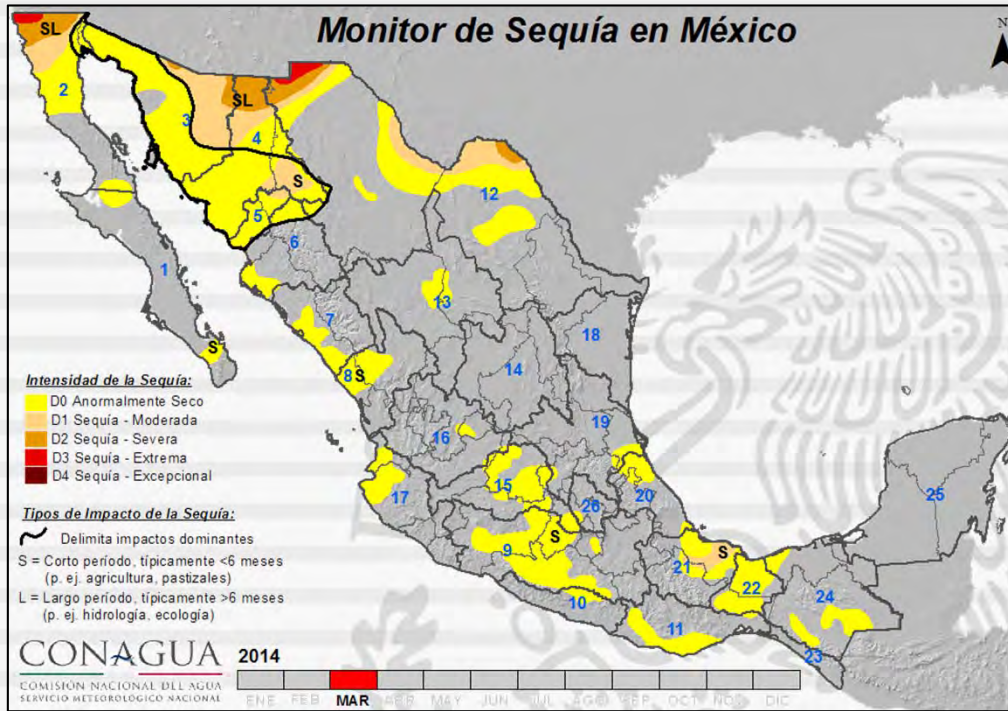 Monitor de Sequía en México
N
SL
2
3
SL
4
S
12
5
6
1
13
7
18
S
8 S
14
19
16
15
17
20
25
26
9
S
S
21
22
24
10
11
23
Intensidad de la Sequía:
D0 Anormalmente Seco
D1 Sequía - Moderada
D2 Sequía - Severa
D3 Sequía - Extrema
D4 Sequía - Excepcional
Tipos de Impacto de la Sequía:
Delimita impactos dominantes
S = Corto período, típicamente <6 meses
(p. ej. agricultura, pastizales)
L = Largo período, típicamente >6 meses
(p. ej. hidrología, ecología)
CONAGUA
COMISIÓN NACIONAL DEL AGUA
SERVICIO METEOROLÓGICO NACIONAL
2014
ENE FEB MAR ABR MAY JUN JUL AGO SEP OCT NOV DIC